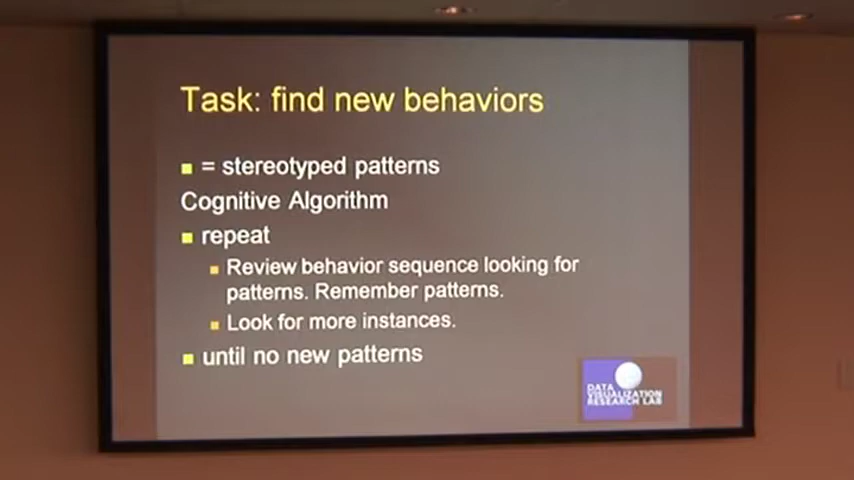 Task: find new behaviors
= stereotyped patterns
Cognitive Algorithm
repeat
Review behavior sequence looking for
patterns. Remember patterns.
Look for more instances.
until no new patterns
DATA
VISUALIZATION
RESEARCH LAB